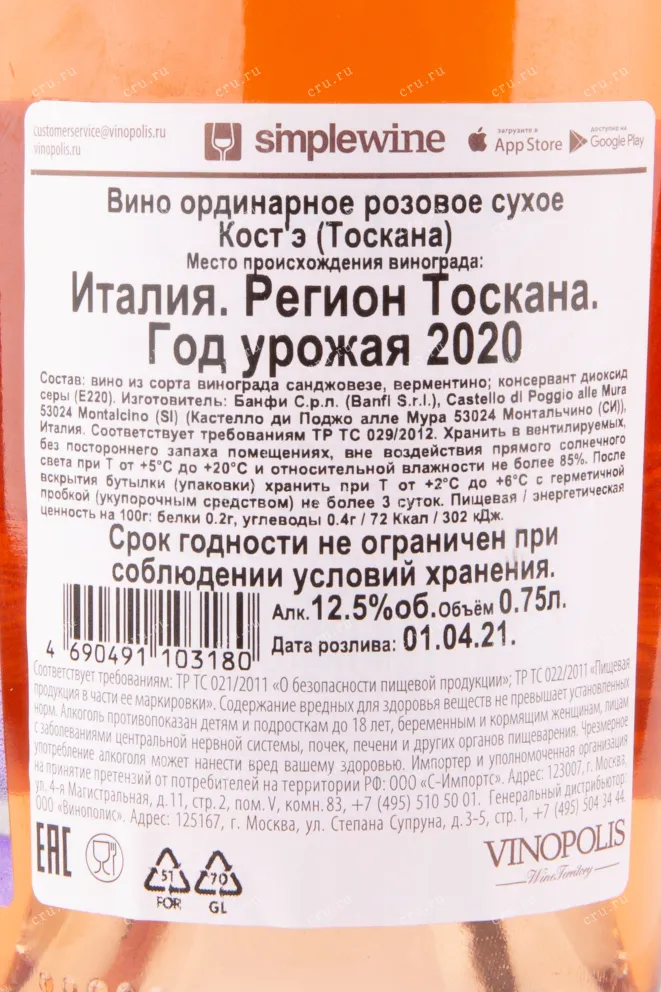 customerservice@vinopolis.ru
vinopolis.ru
simplewine
загрузите в
App Store
доступно на
Google Play
Вино ординарное розовое сухое
Кост'э (Тоскана)
Место происхождения винограда:
Италия. Регион Тоскана.
Год урожая 2020
Состав: вино из сорта винограда санджовезе, верментино; консервант диоксид
серы (E220). Изготовитель: Банфи С.р.л. (Banfi S.r.l.), Castello di Poggio alle Mura
53024 Montalcino (SI) (Кастелло ди Поджо алле Мура 53024 Монтальчино (СИ)),
Италия. Соответствует требованиям ТР ТС 029/2012. Хранить в вентилируемых,
без постороннего запаха помещениях, вне воздействия прямого солнечного
света при Т от +5°С до +20°С и относительной влажности не более 85%. После
вскрытия бутылки (упаковки) хранить при Т от +2°С до +6°С с герметичной
пробкой (укупорочным средством) не более 3 суток. Пищевая / энергетическая
ценность на 100г: белки 0.2г, углеводы 0.4г / 72 Ккал / 302 кДж.
Срок годности не ограничен при
соблюдении условий хранения.
Алк. 12.5%об. Объём 0.75л.
Дата розлива: 01.04.21.
4 690491 103180
Соответствует требованиям: ТР ТС 021/2011 «О безопасности пищевой продукции»; ТР ТС 022/2011 "Пищевая
продукция в части ее маркировки». Содержание вредных для здоровья веществ не превышает установленных
норм. Алкоголь противопоказан детям и подросткам до 18 лет, беременным и кормящим женщинам, лицам
с заболеваниями центральной нервной системы, почек, печени и других органов пищеварения. Чрезмерное
употребление алкоголя может нанести вред вашему здоровью. Импортер и уполномоченная организация
на принятие претензий от потребителей на территории РФ: ООО «С-Импортс». Адрес: 123007, г. Москва,
ул. 4-я Магистральная, д.11, стр. 2, пом. V, комн. 83, +7 (495) 510 50 01. Генеральный дистрибьютор:
ООО «Винополис». Адрес: 125167, г. Москва, ул. Степана Супруна, д.3-5, стр.1, +7 (495) 504 34 44.
EAC
51
FOR
70
GL
VINOPOLIS
Wine Territory
cru.ru